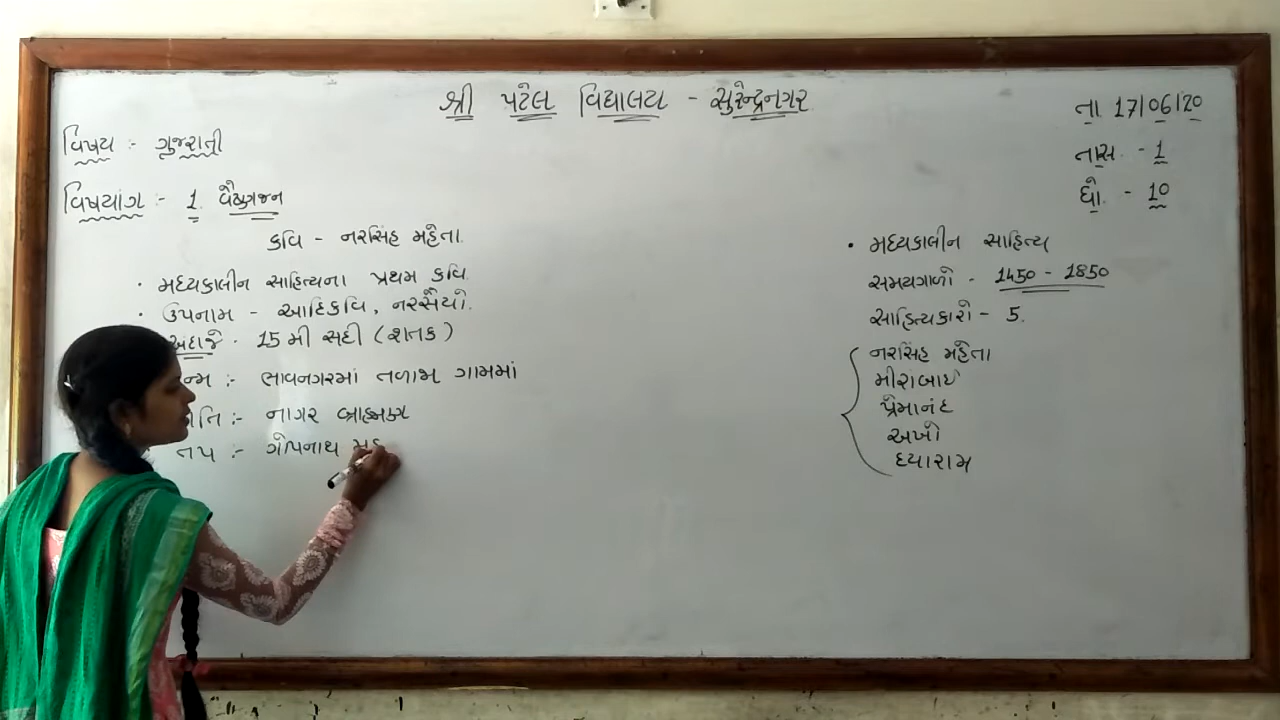 શ્રી પટેલ વિદ્યાલય - સુરેન્દ્રનગર
તા 17/06/20
તાસ - 1
ધો. - 10
વિષય :- ગુજરાતી
વિષયાંગ :- 1. વૈષ્ણવજન
કવિ - નરસિંહ મહેતા.
• મધ્યકાલીન સાહિત્યના પ્રથમ કવિ.
• ઉપનામ - આદિકવિ, નરસૈયો.
અંદાજે • 15 મી સદી (શતક)
ન્મ :- ભાવનગરમાં તળાજા ગામમાં
તિ :- નાગર બ્રાહ્મણ
તપ :- ગોપનાથ
• મધ્યકાલીન સાહિત્ય
સમયગાળો - 1450 - 1850
સાહિત્યકારો - 5.
નરસિંહ મહેતા
મીરાંબાઈ
પ્રેમાનંદ
અખો
દયારામ